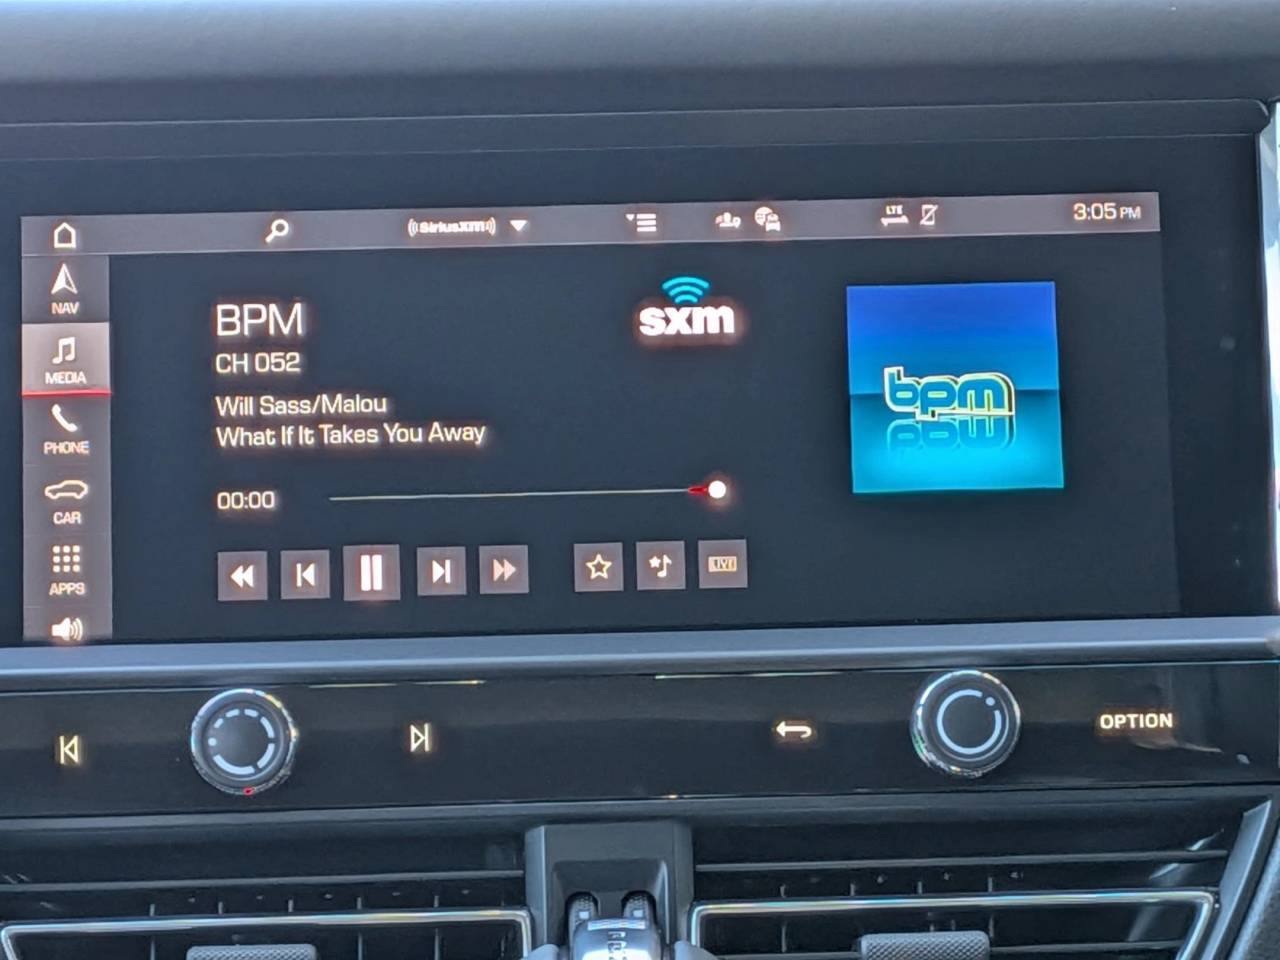 ((SiriusXM))
LTE
3:05 PM
NAV
MEDIA
PHONE
CAR
APPS
BPM
CH 052
Will Sass/Malou
What If It Takes You Away
00:00
LIVE
sxm
bpm
OPTION